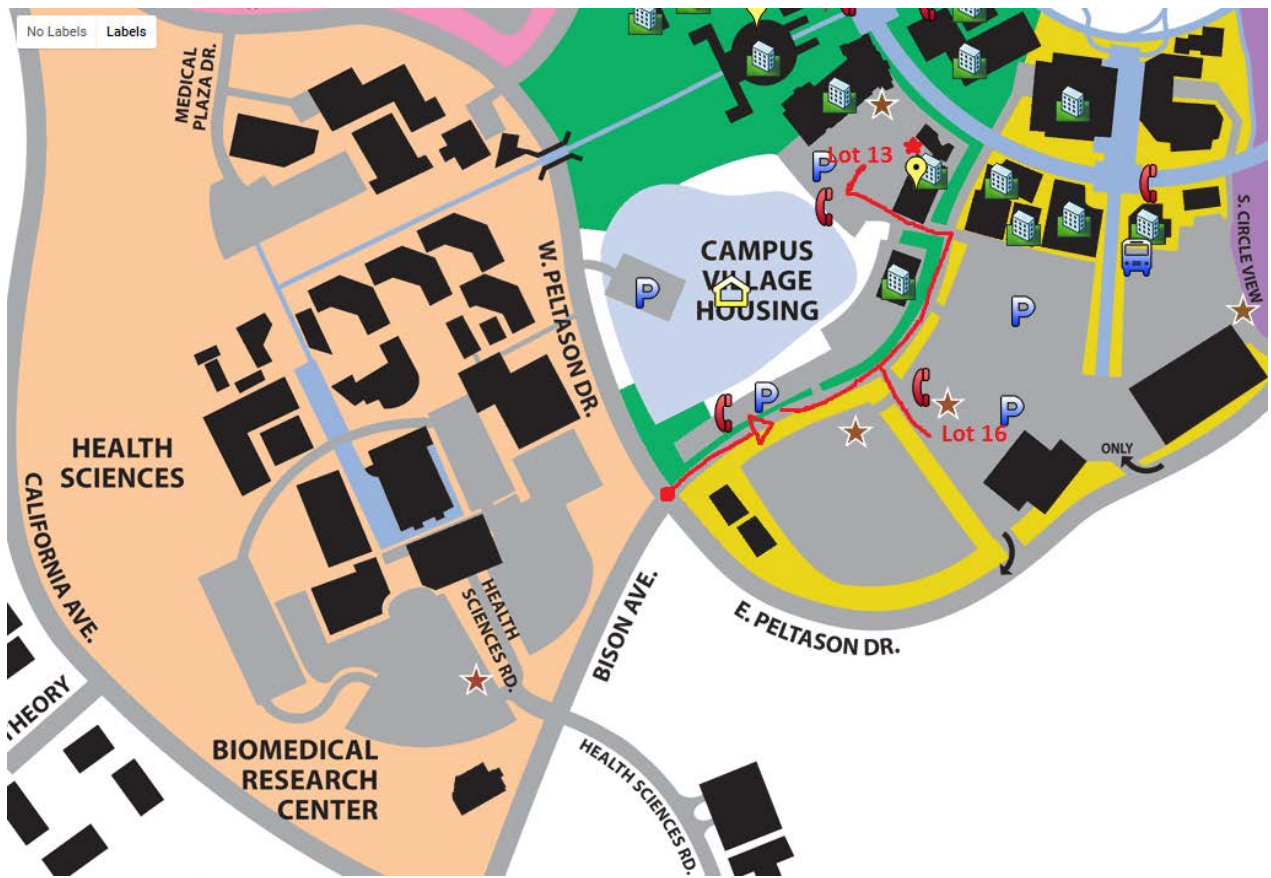 No Labels Labels
MEDICAL
PLAZA DR.
Lot 13
P
CAMPUS
VILLAGE
HOUSING
P
W. PELTASON DR.
S. CIRCLE VIEW
P
P
P
Lot 16
ONLY
HEALTH
SCIENCES
CALIFORNIA AVE.
HEALTH
SCIENCES RD.
BISON AVE.
E. PELTASON DR.
THEORY
BIOMEDICAL
RESEARCH
CENTER
HEALTH SCIENCES RD.